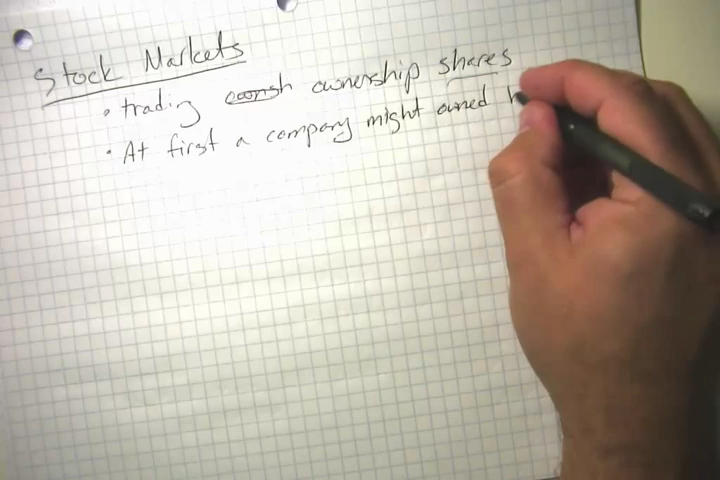 Stock Markets
• trading ownership shares
• At first a company might owned